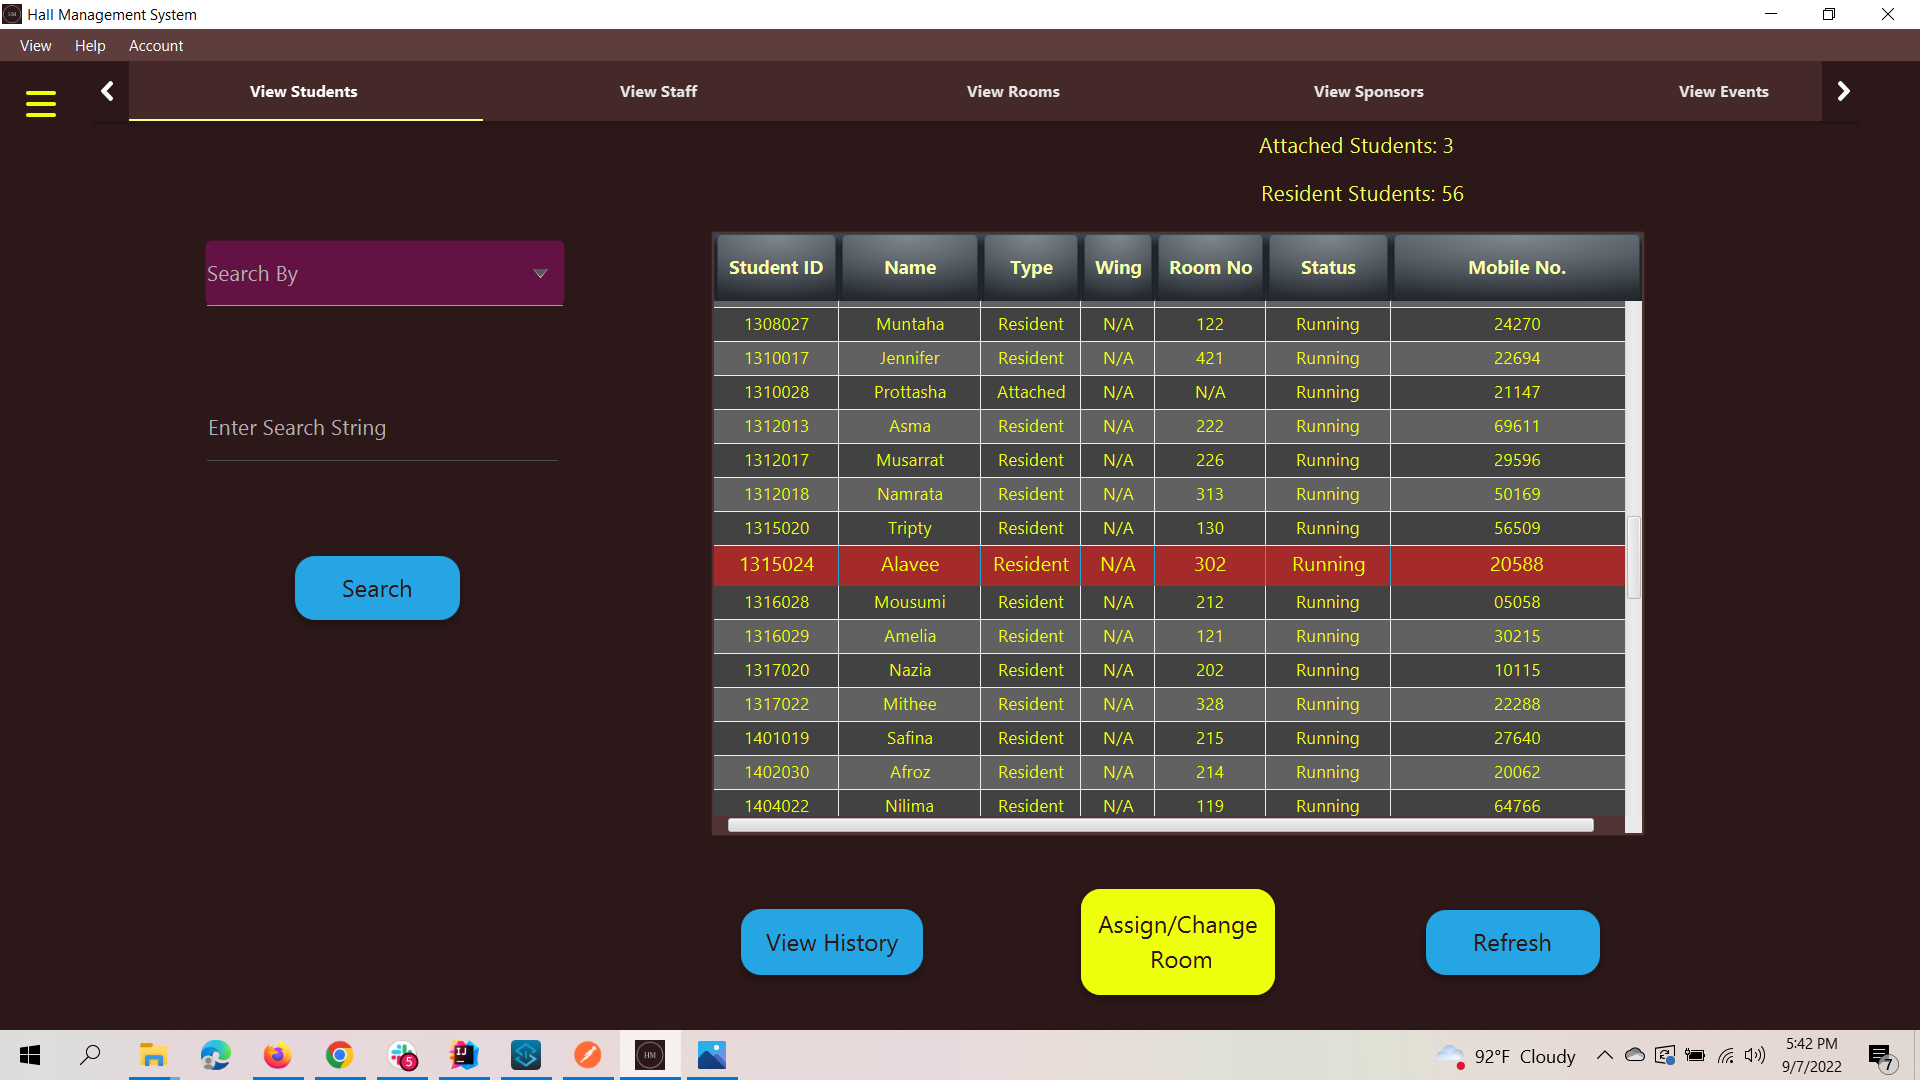 Hall Management System
View Help Account
View Students View Staff View Rooms View Sponsors View Events
Attached Students: 3
Resident Students: 56
Search By
Enter Search String
Search
Student ID Name Type Wing Room No Status Mobile No.
1308027 Muntaha Resident N/A 122 Running 24270
1310017 Jennifer Resident N/A 421 Running 22694
1310028 Prottasha Attached N/A N/A Running 21147
1312013 Asma Resident N/A 222 Running 69611
1312017 Musarrat Resident N/A 226 Running 29596
1312018 Namrata Resident N/A 313 Running 50169
1315020 Tripty Resident N/A 130 Running 56509
1315024 Alavee Resident N/A 302 Running 20588
1316028 Mousumi Resident N/A 212 Running 05058
1316029 Amelia Resident N/A 121 Running 30215
1317020 Nazia Resident N/A 202 Running 10115
1317022 Mithee Resident N/A 328 Running 22288
1401019 Safina Resident N/A 215 Running 27640
1402030 Afroz Resident N/A 214 Running 20062
1404022 Nilima Resident N/A 119 Running 64766
View History
Assign/Change
Room
Refresh
5
IJ
HM
92°F Cloudy
5:42 PM
9/7/2022
7